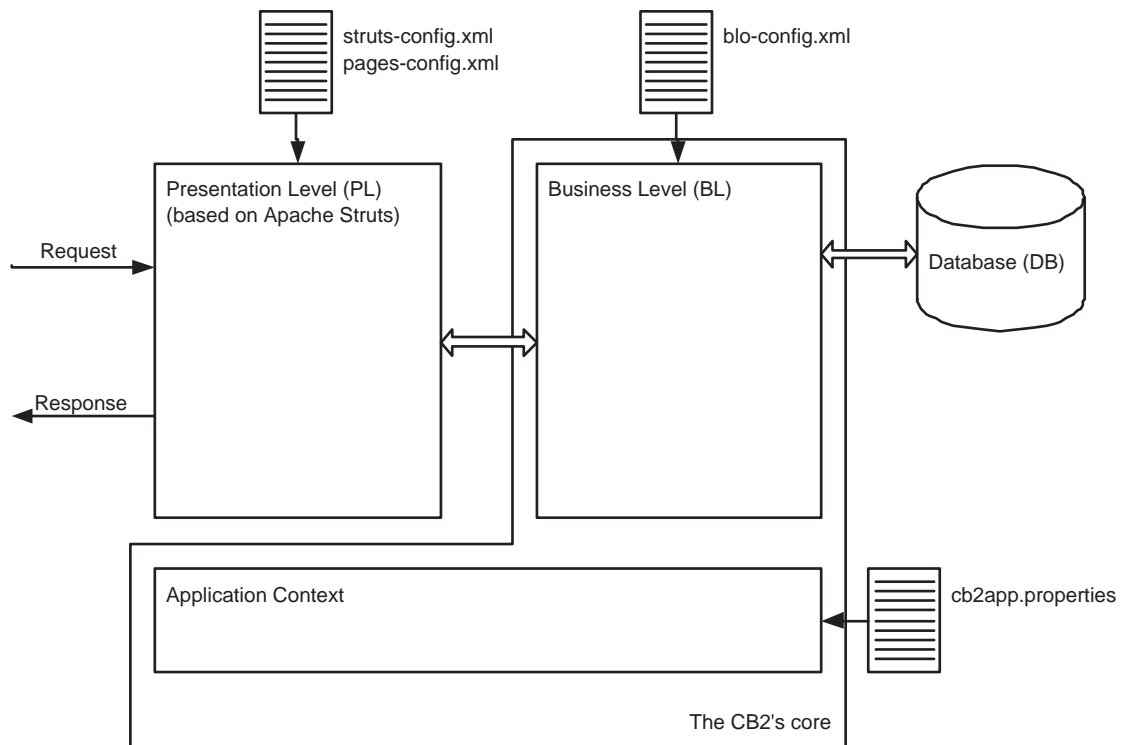 struts-config.xml
pages-config.xml
blo-config.xml
Presentation Level (PL)
(based on Apache Struts)
Business Level (BL)
Request
Database (DB)
Response
Application Context
cb2app.properties
The CB2's core